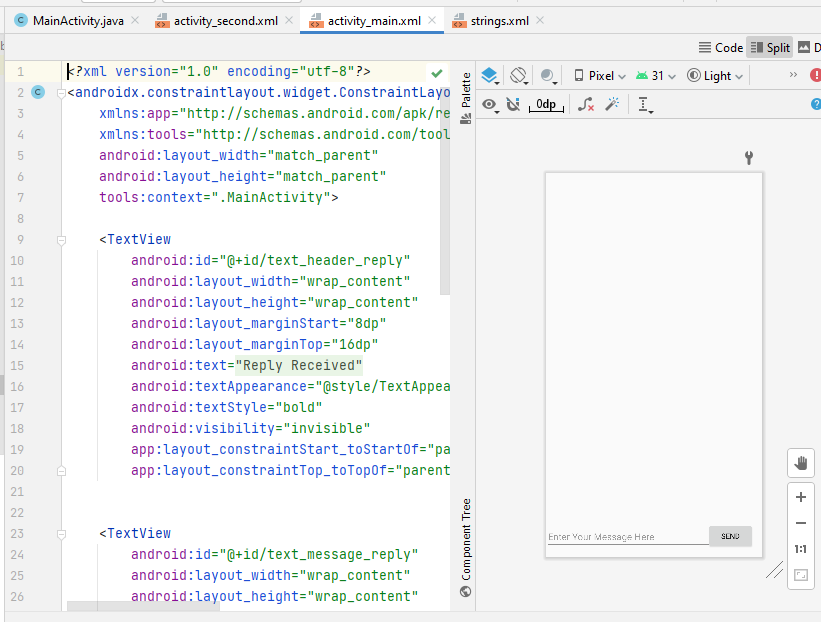 MainActivity.java
activity_second.xml
activity_main.xml
strings.xml
Code
Split
D
1 <?xml version="1.0" encoding="utf-8"?>
2 <androidx.constraintlayout.widget.ConstraintLayo
3 xmlns:app="http://schemas.android.com/apk/re
4 xmlns:tools="http://schemas.android.com/tool
5 android:layout_width="match_parent"
6 android:layout_height="match_parent"
7 tools:context=".MainActivity">
8
9 <TextView
10 android:id="@+id/text_header_reply"
11 android:layout_width="wrap_content"
12 android:layout_height="wrap_content"
13 android:layout_marginStart="8dp"
14 android:layout_marginTop="16dp"
15 android:text="Reply Received"
16 android:textAppearance="@style/TextAppea
17 android:textStyle="bold"
18 android:visibility="invisible"
19 app:layout_constraintStart_toStartOf="pa
20 app:layout_constraintTop_toTopOf="parent
21
22
23 <TextView
24 android:id="@+id/text_message_reply"
25 android:layout_width="wrap_content"
26 android:layout_height="wrap_content"
Palette
Component Tree
Pixel
31
Light
0dp
Enter Your Message Here
SEND
1:1